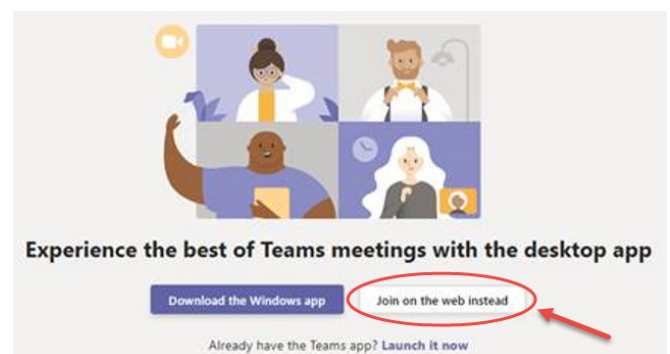 Experience the best of Teams meetings with the desktop app
Download the Windows app
Join on the web instead
Already have the Teams app? Launch it now